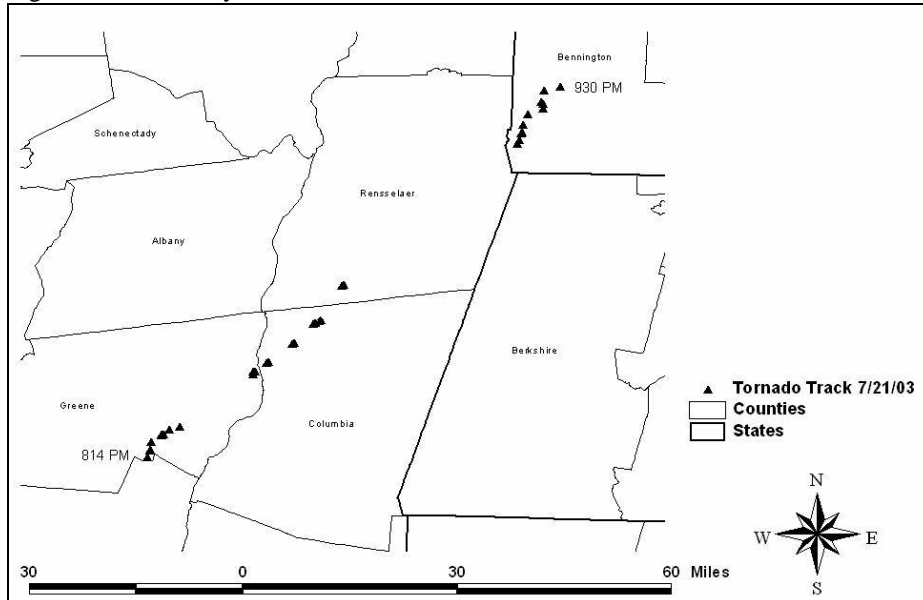 Bennington
930 PM
Schenectady
Rensselaer
Albany
Berkshire
Tornado Track 7/21/03
Greene
Counties
Columbia
States
814 PM
N
W E
S
30 0 30 60 Miles